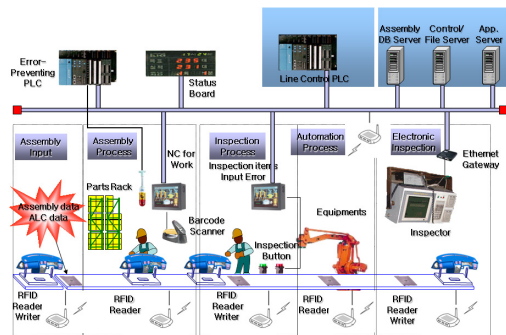 Error-
Preventing
PLC
Status
Board
Line Control PLC
Assembly
DB Server
Control/
File Server
App.
Server
Assembly
Input
Assembly
Process
NC for
Work
Inspection
Process
Inspection items
Input Error
Automation
Process
Electronic
Inspection
Ethernet
Gateway
Parts Rack
Assembly data
ALC data
Barcode
Scanner
Equipments
Inspector
Inspection
Button
RFID
Reader
Writer
RFID
Reader
RFID
Reader
Writer
RFID
Reader
RFID
Reader
Writer